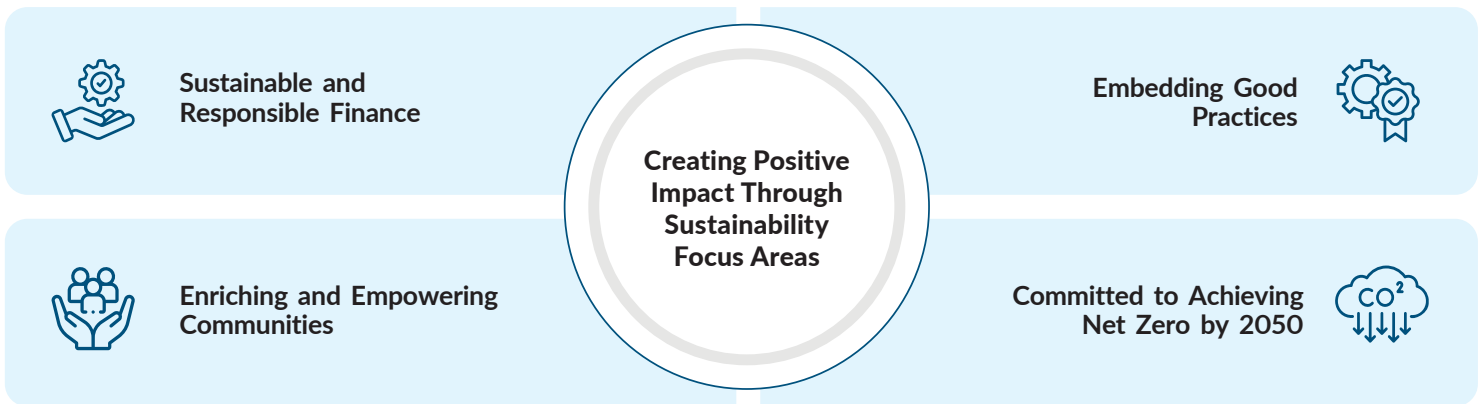 Sustainable and
Responsible Finance
Embedding Good
Practices
Creating Positive
Impact Through
Sustainability
Focus Areas
Enriching and Empowering
Communities
Committed to Achieving
Net Zero by 2050
CO²